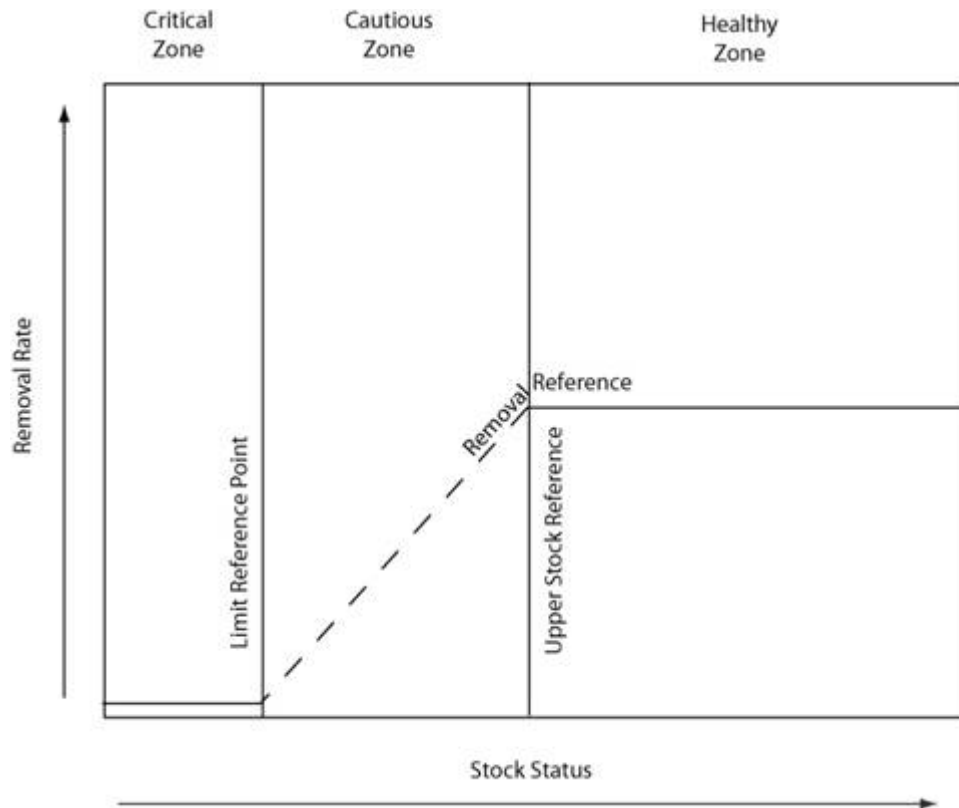 Critical
Zone
Cautious
Zone
Healthy
Zone
Removal Rate
Limit Reference Point
Removal Reference
Upper Stock Reference
Stock Status